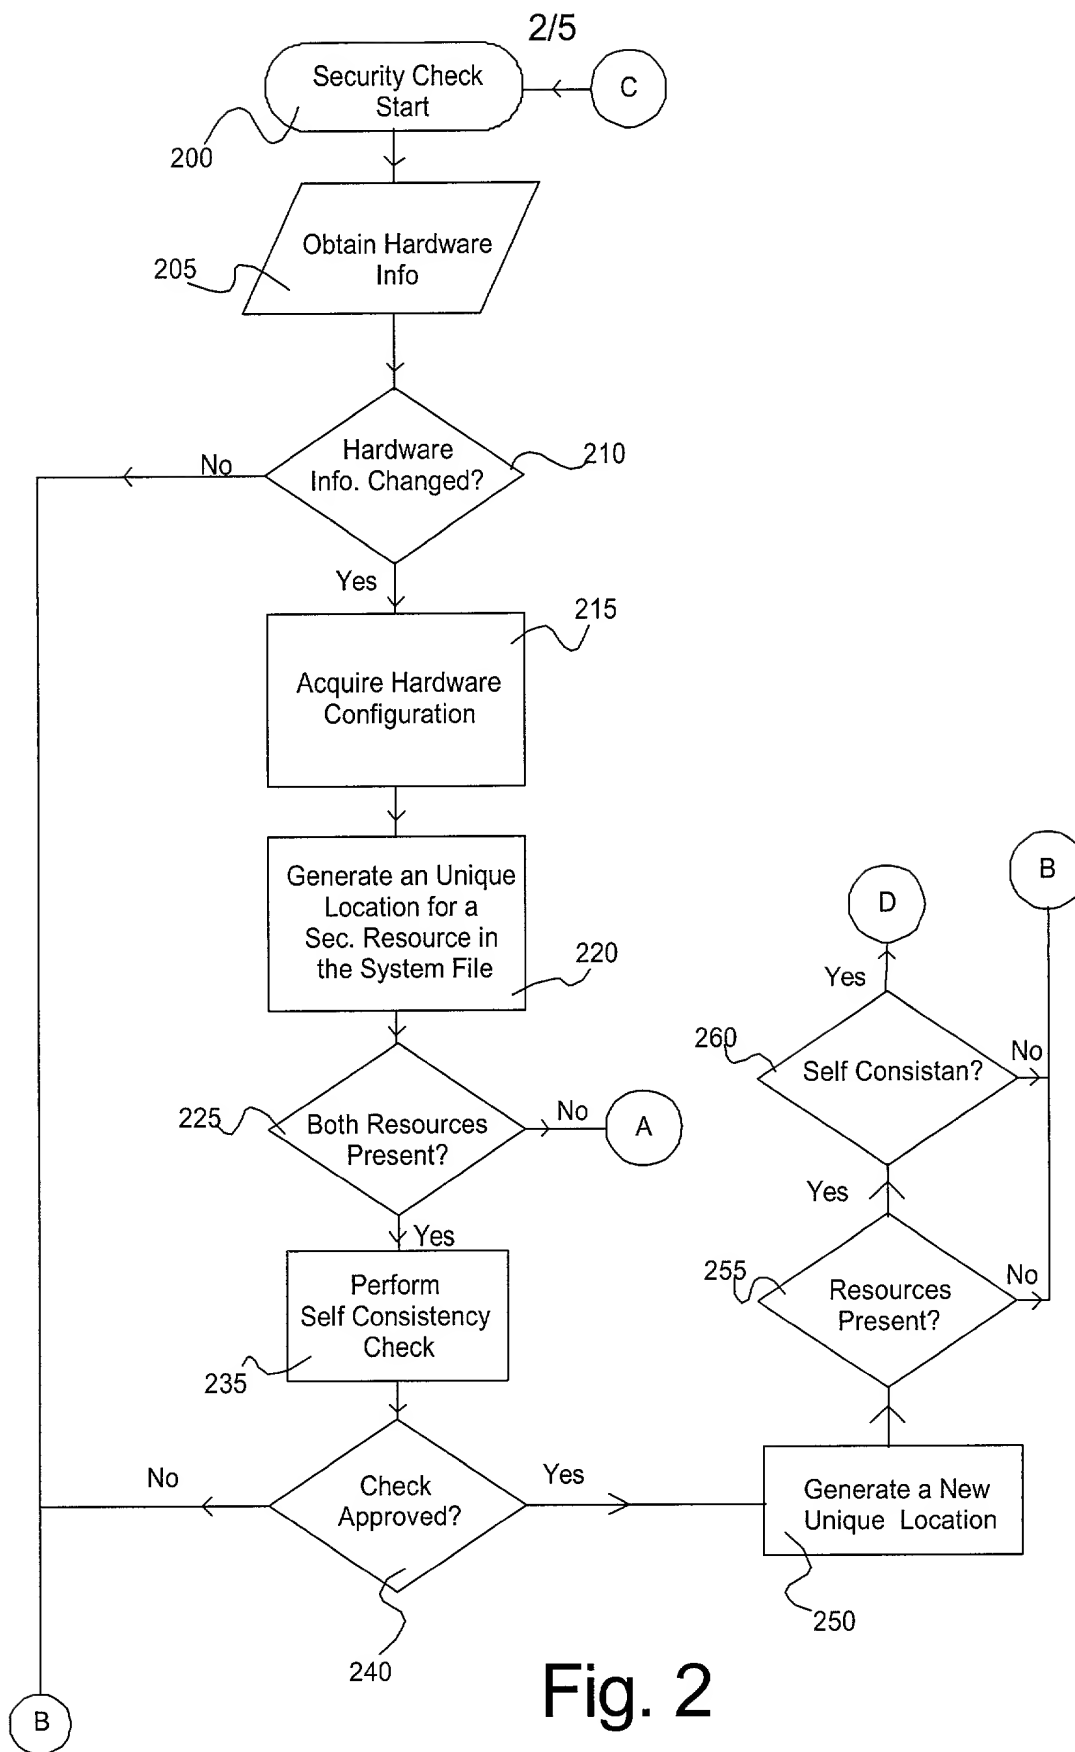 2/5
Security Check
Start
C
200
Obtain Hardware
Info
205
Hardware
Info. Changed?
210
No
Yes
215
Acquire Hardware
Configuration
Generate an Unique
Location for a
Sec. Resource in
the System File
220
225
Both Resources
Present?
No
A
Yes
Perform
Self Consistency
Check
235
Check
Approved?
No
Yes
240
B
Generate a New
Unique Location
250
255
Resources
Present?
No
Yes
260
Self Consistan?
No
Yes
D
B
Fig. 2